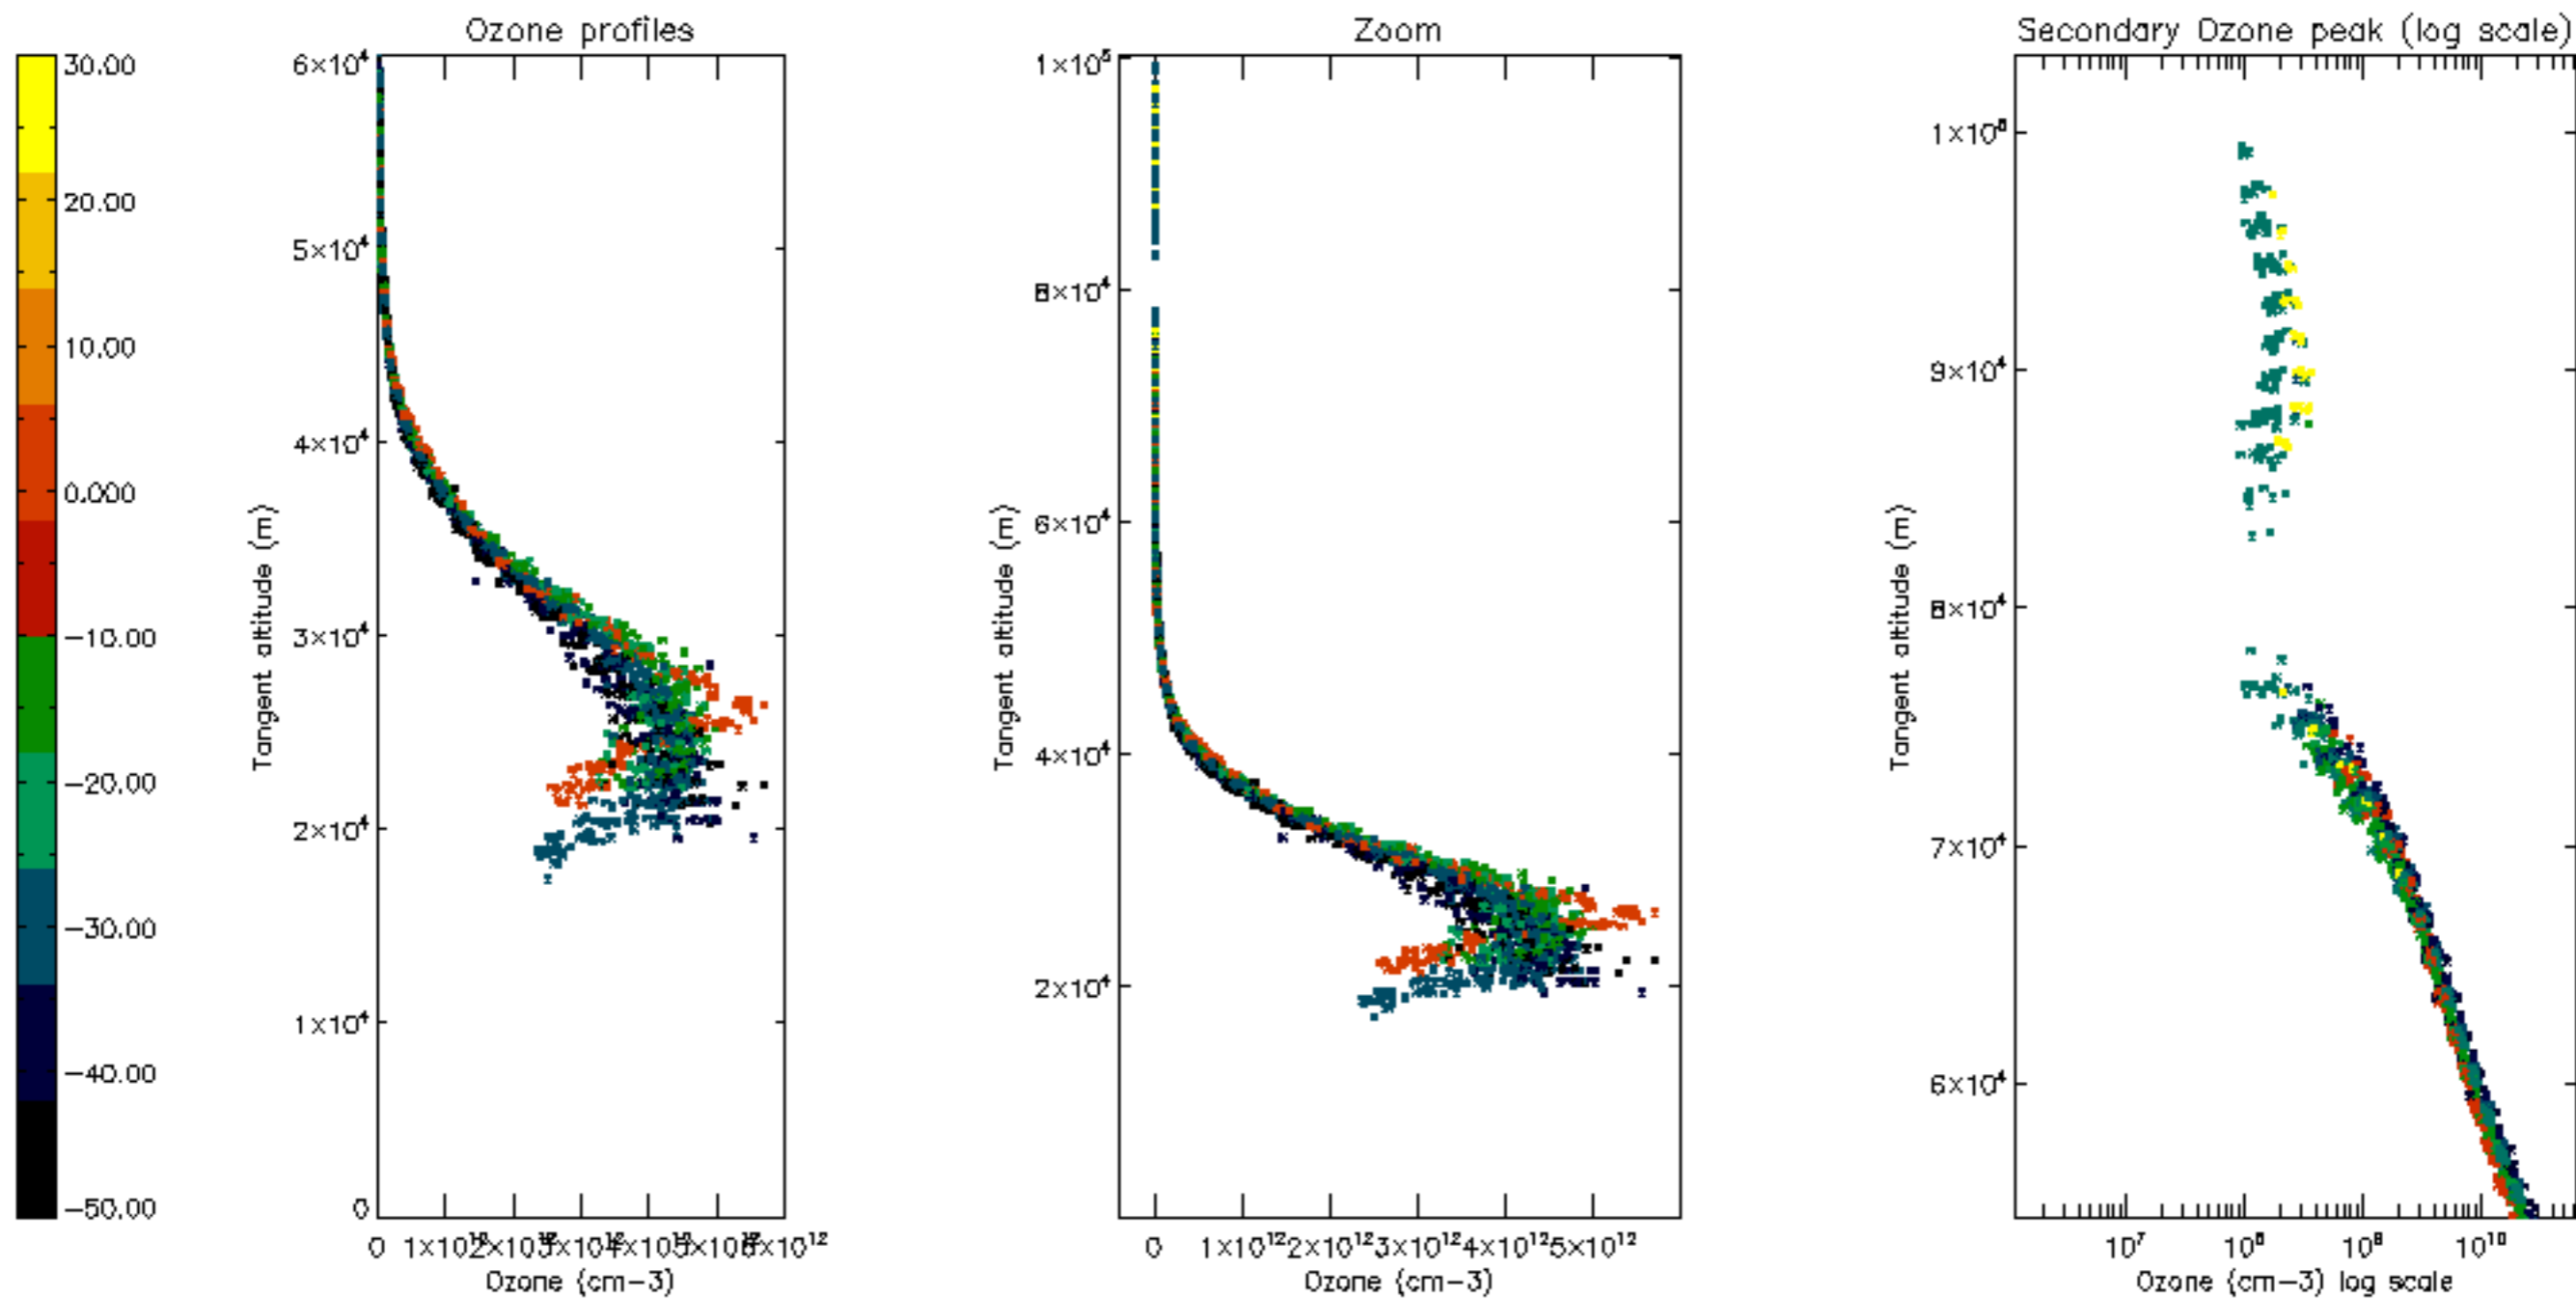 Ozone profiles
Zoom
Secondary Ozone peak (log scale)
30.00
20.00
10.00
0.000
-10.00
-20.00
-30.00
-40.00
-50.00
Tangent altitude (m)
6×10⁴
5×10⁴
4×10⁴
3×10⁴
2×10⁴
1×10⁴
0
0
Ozone (cm-3)
Tangent altitude (m)
1×10⁵
8×10⁴
6×10⁴
4×10⁴
2×10⁴
0 1×10¹² 2×10¹² 3×10¹² 4×10¹² 5×10¹²
Ozone (cm-3)
Tangent altitude (m)
1×10⁵
9×10⁴
8×10⁴
7×10⁴
6×10⁴
10⁷ 10⁸ 10⁹ 10¹⁰
Ozone (cm-3) log scale